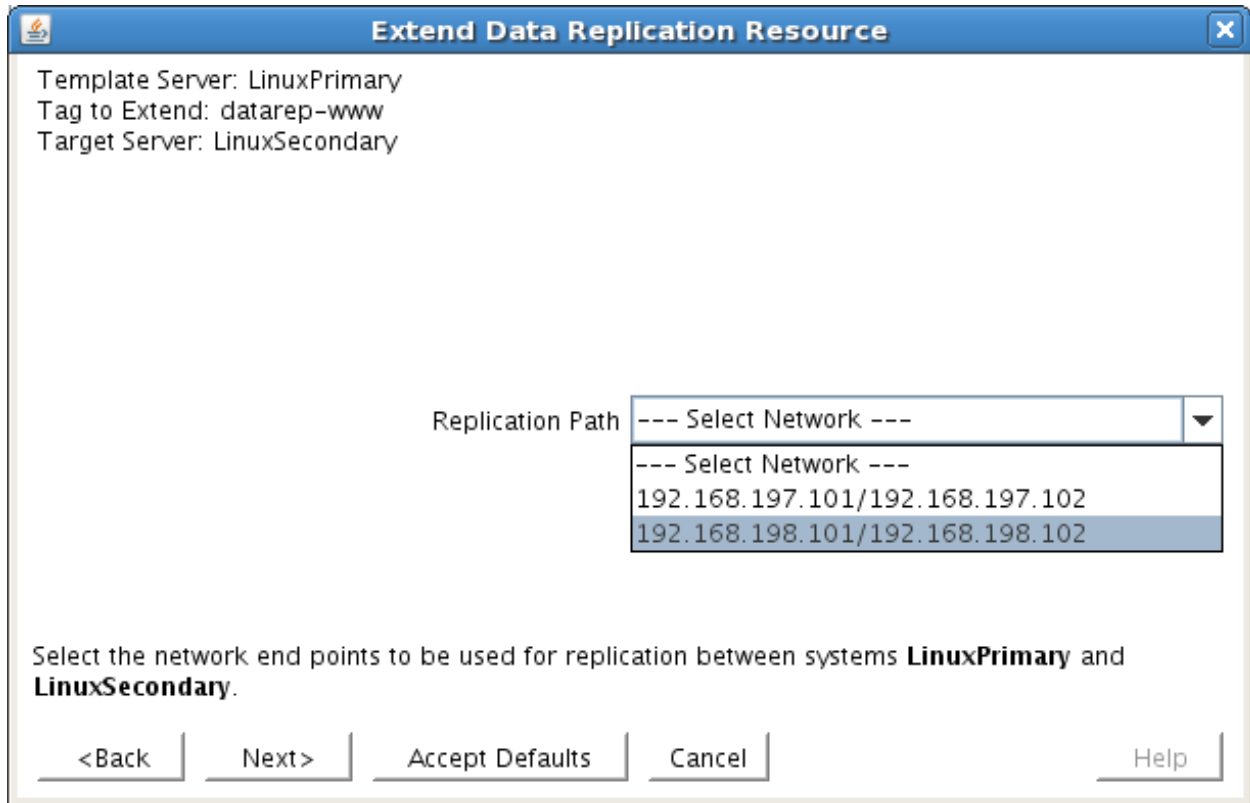 Extend Data Replication Resource
Template Server: LinuxPrimary
Tag to Extend: datarep-www
Target Server: LinuxSecondary
Replication Path --- Select Network ---
--- Select Network ---
192.168.197.101/192.168.197.102
192.168.198.101/192.168.198.102
Select the network end points to be used for replication between systems LinuxPrimary and
LinuxSecondary.
<Back Next> Accept Defaults Cancel Help